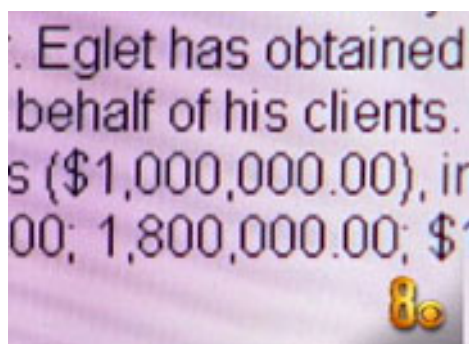 . Eglet has obtained
behalf of his clients.
s ($1,000,000.00), in
00; 1,800,000.00; $1
8